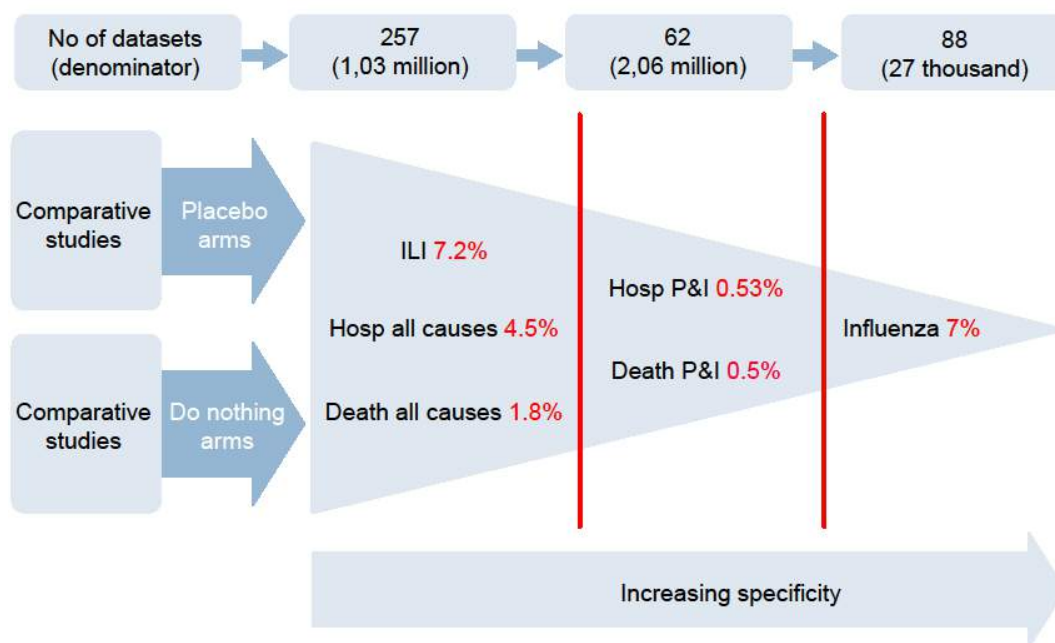 No of datasets
(denominator)
257
(1,03 million)
62
(2,06 million)
88
(27 thousand)
Comparative
studies
Placebo
arms
ILI 7.2%
Hosp P&I 0.53%
Hosp all causes 4.5%
Influenza 7%
Death P&I 0.5%
Comparative
studies
Do nothing
arms
Death all causes 1.8%
Increasing specificity